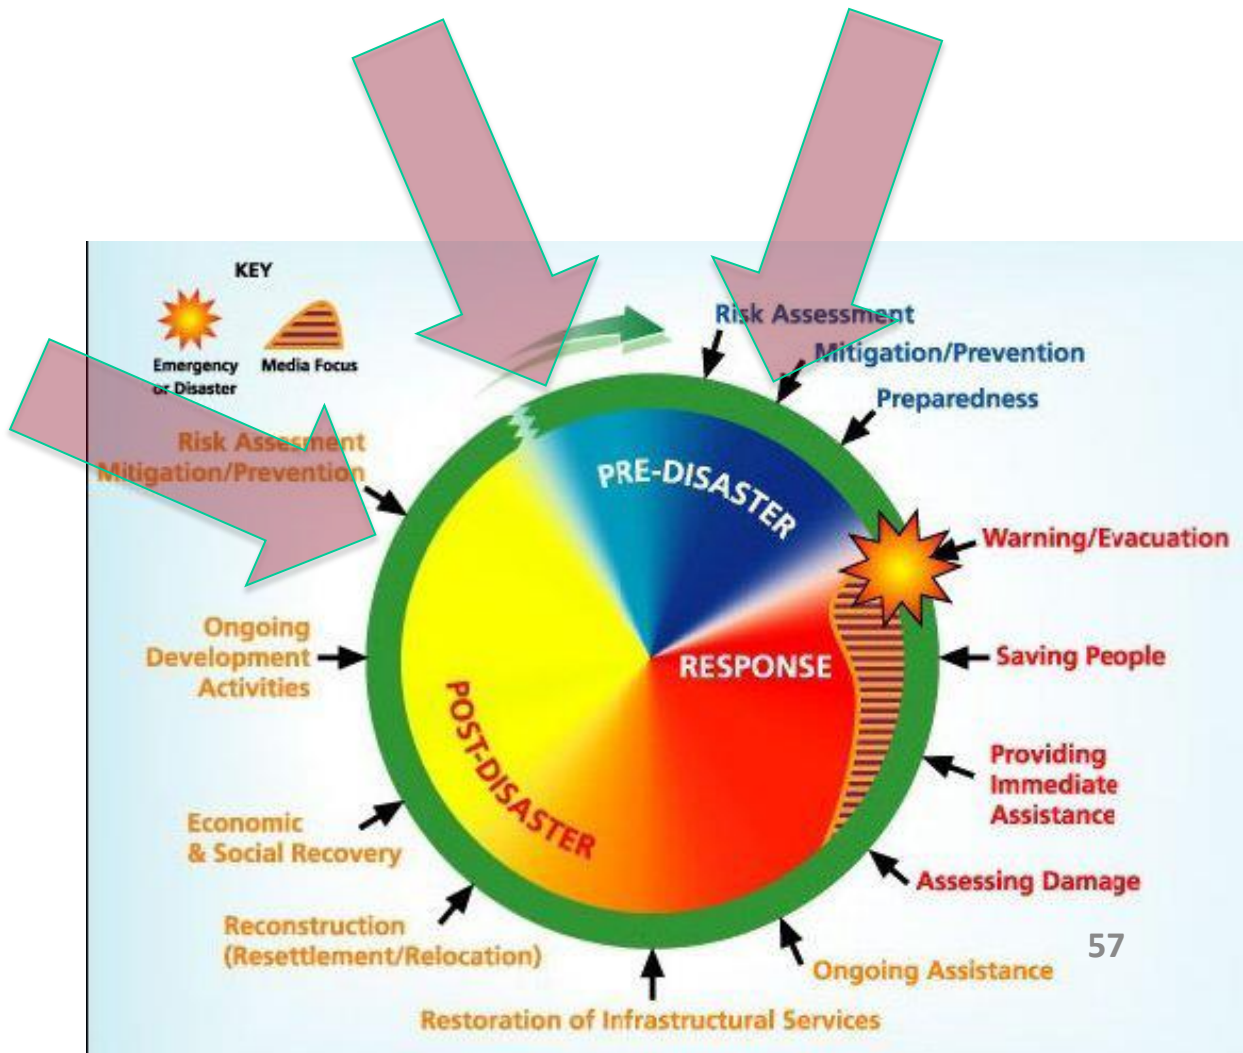 KEY
Emergency
or Disaster
Media Focus
Risk Assessment
Mitigation/Prevention
Preparedness
PRE-DISASTER
Warning/Evacuation
RESPONSE
Saving People
Providing
Immediate
Assistance
Assessing Damage
57
Ongoing Assistance
Restoration of Infrastructural Services
Reconstruction
(Resettlement/Relocation)
Economic
& Social Recovery
POST-DISASTER
Ongoing
Development
Activities
Risk Assesment
Mitigation/Prevention